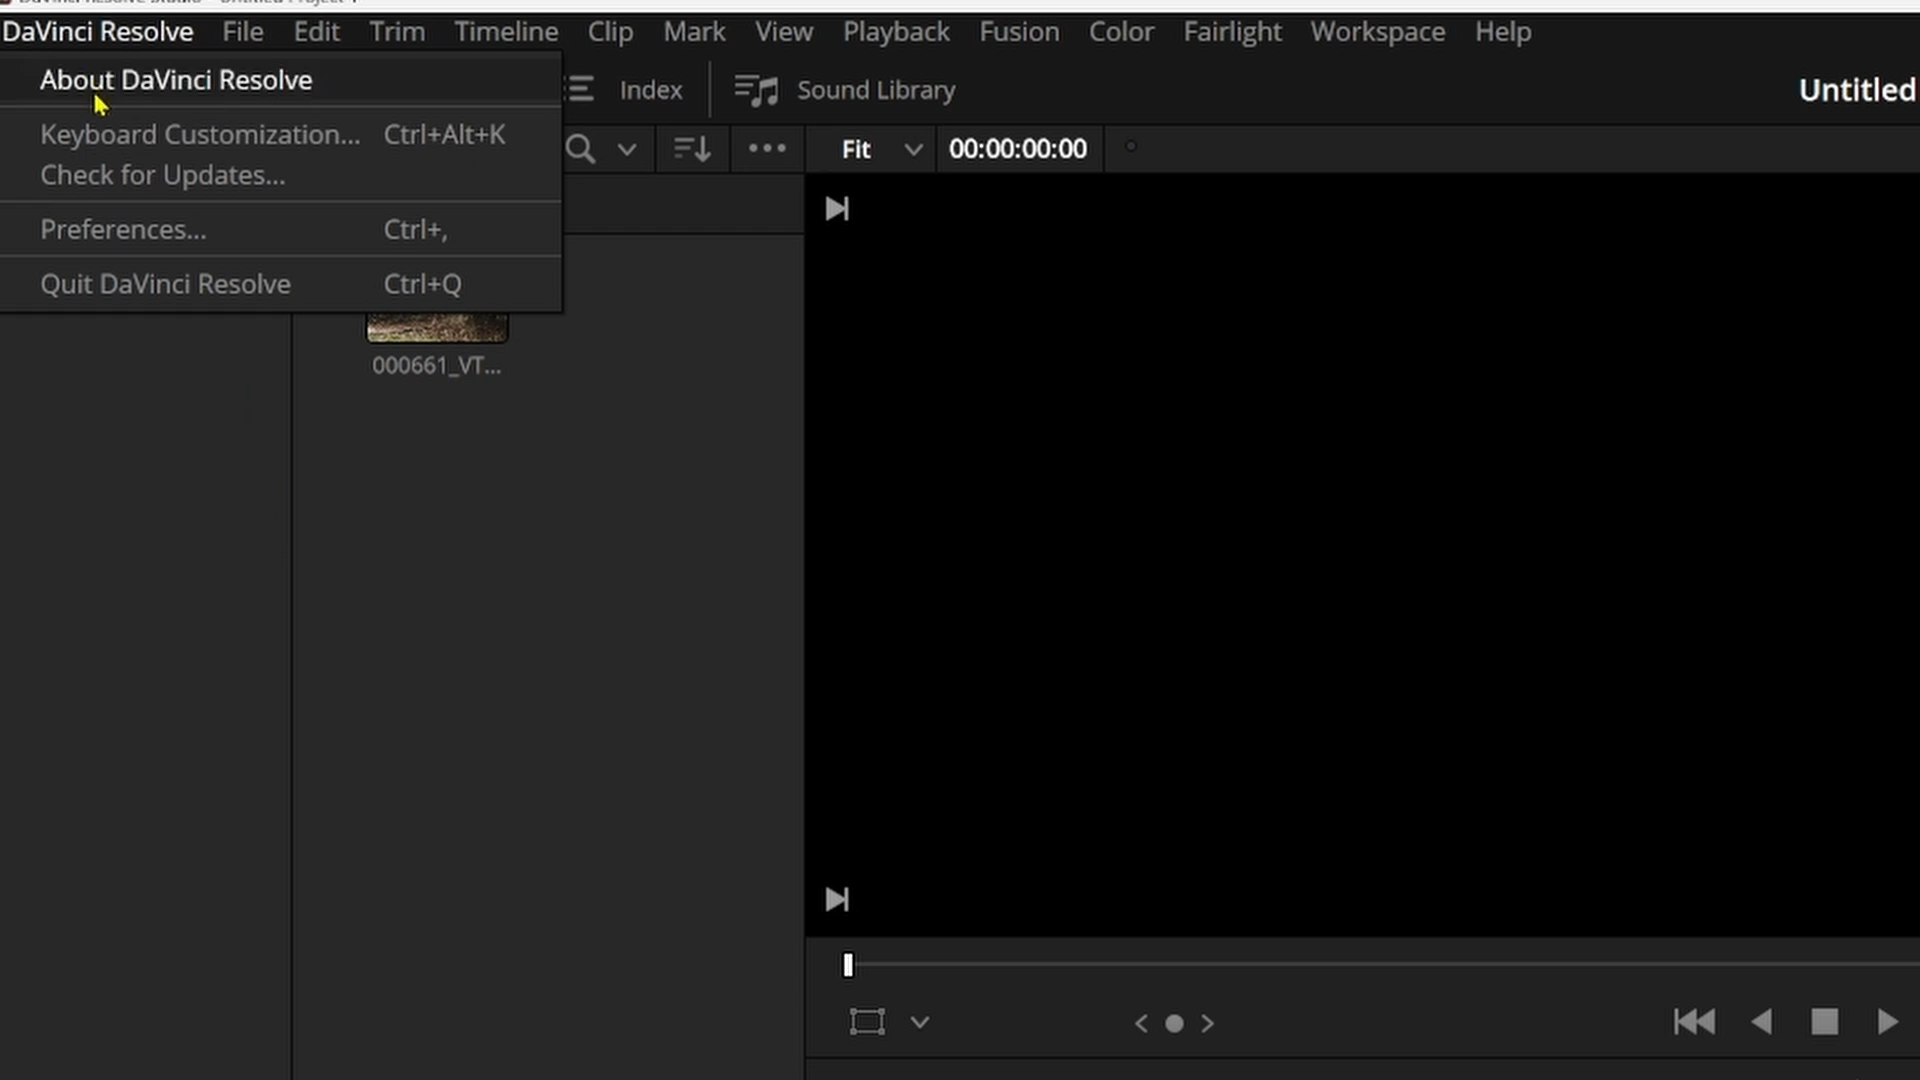 DaVinci Resolve File Edit Trim Timeline Clip Mark View Playback Fusion Color Fairlight Workspace Help
About DaVinci Resolve
Index Sound Library Untitled
Keyboard Customization... Ctrl+Alt+K
Fit 00:00:00:00
Check for Updates...
Preferences... Ctrl+,
Quit DaVinci Resolve Ctrl+Q
000661_VT...